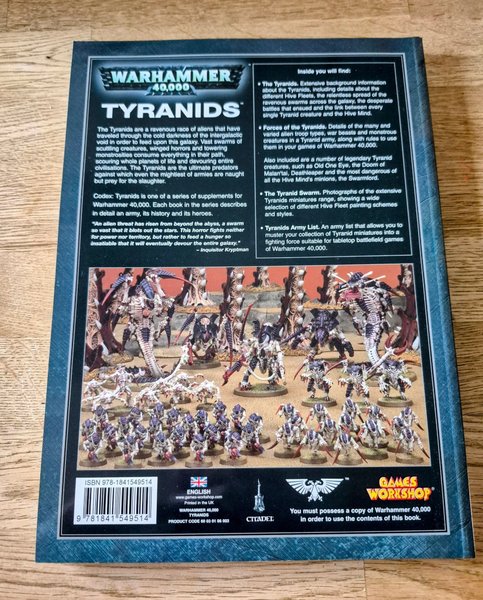 WARHAMMER
40,000
TYRANIDS
The Tyranids are a ravenous race of aliens that have
travelled through the cold darkness of the intergalactic
void in order to feed upon this galaxy. Vast swarms of
scuttling creatures, winged terrors and towering
monstrosities consume everything in their path,
scouring whole planets of life and devouring entire
civilisations. The Tyranids are the ultimate predators
against which even the mightiest of armies are naught
but prey for the slaughter.
Codex: Tyranids is one of a series of supplements for
Warhammer 40,000. Each book in the series describes
in detail an army, its history and its heroes.
"An alien threat has risen from beyond the abyss, a swarm
so vast that it blots out the stars. This horror fights neither
for power nor territory, but rather to feed a hunger so
insatiable that it will eventually devour the entire galaxy."
– Inquisitor Kryptman
Inside you will find:
• The Tyranids. Extensive background information
about the Tyranids, including details about the
different Hive Fleets, the relentless spread of the
ravenous swarms across the galaxy, the desperate
battles that ensued and the link between every
single Tyranid creature and the Hive Mind.
• Forces of the Tyranids. Details of the many and
varied alien troop types, war beasts and monstrous
creatures in a Tyranid army, along with rules to use
them in your games of Warhammer 40,000.
Also included are a number of legendary Tyranid
creatures, such as Old One Eye, the Doom of
Malan'tai, Deathleaper and the most dangerous of
all the Hive Mind's minions, the Swarmlord.
• The Tyranid Swarm. Photographs of the extensive
Tyranid miniatures range, showing a wide
selection of different Hive Fleet painting schemes
and styles.
• Tyranids Army List. An army list that allows you to
muster your collection of Tyranid miniatures into a
fighting force suitable for tabletop battlefield games
of Warhammer 40,000.
ISBN 978-1841549514
9 781841 549514
ENGLISH
www.games-workshop.com
Printed in the UK
WARHAMMER 40,000
TYRANIDS
PRODUCT CODE 60 03 01 06 003
CITADEL
GAMES
WORKSHOP
You must possess a copy of Warhammer 40,000
in order to use the contents of this book.